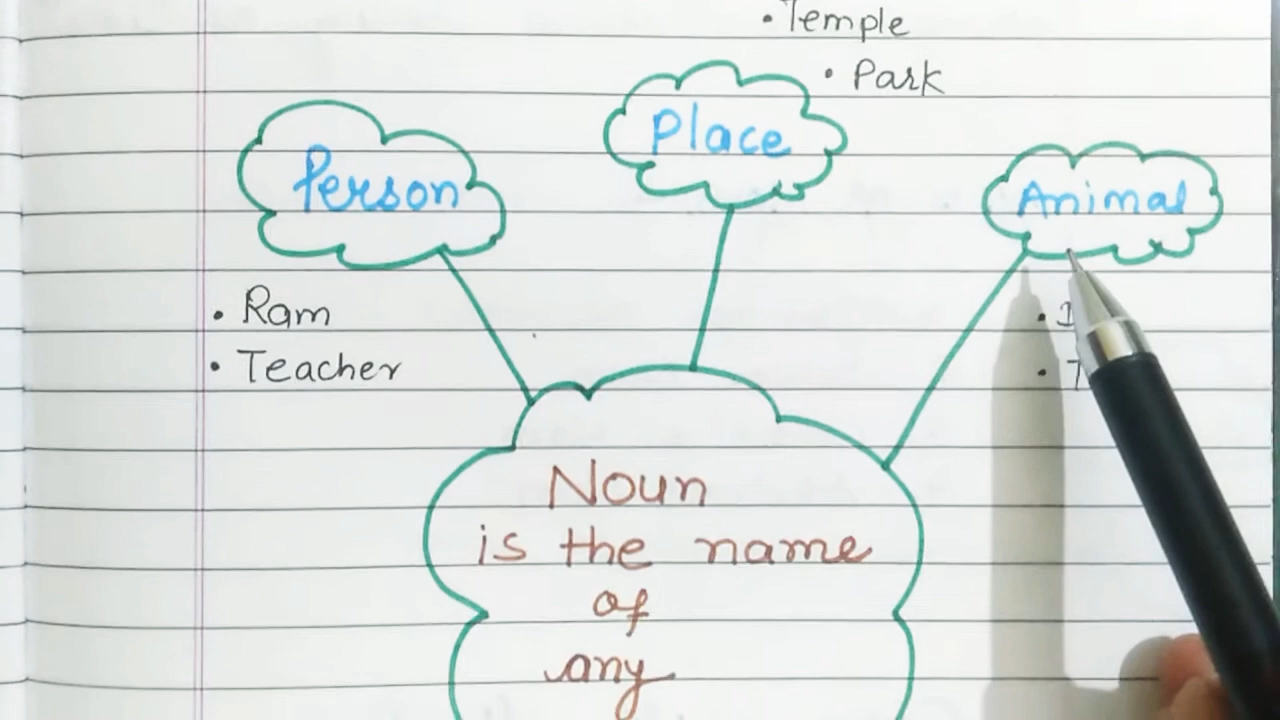 • Temple
• Park
Place
Person
Animal
• Ram
• Teacher
Noun
is the name
of
any